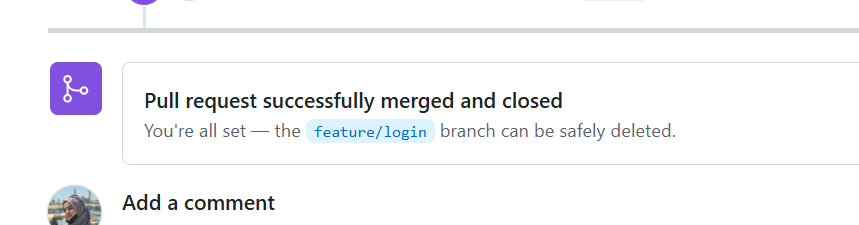 Pull request successfully merged and closed
You're all set — the feature/login branch can be safely deleted.
Add a comment